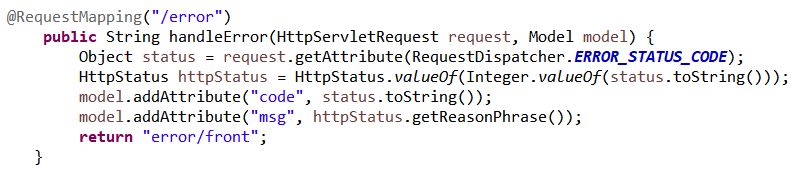 @RequestMapping("/error")
    public String handleError(HttpServletRequest request, Model model) {
        Object status = request.getAttribute(RequestDispatcher.ERROR_STATUS_CODE);
        HttpStatus httpStatus = HttpStatus.valueOf(Integer.valueOf(status.toString()));
        model.addAttribute("code", status.toString());
        model.addAttribute("msg", httpStatus.getReasonPhrase());
        return "error/front";
    }